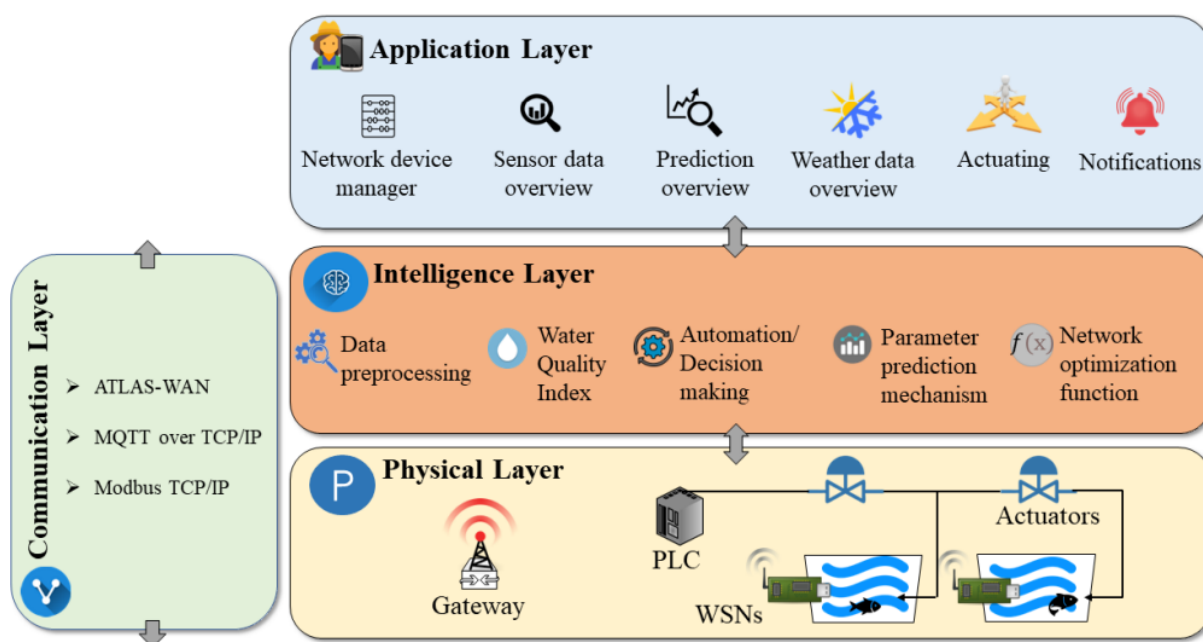 Application Layer
Network device
manager
Sensor data
overview
Prediction
overview
Weather data
overview
Actuating
Notifications
Communication Layer
ATLAS-WAN
MQTT over TCP/IP
Modbus TCP/IP
Intelligence Layer
Data
preprocessing
Water
Quality
Index
Automation/
Decision
making
Parameter
prediction
mechanism
f(x)
Network
optimization
function
P
Physical Layer
Gateway
PLC
Actuators
WSNs